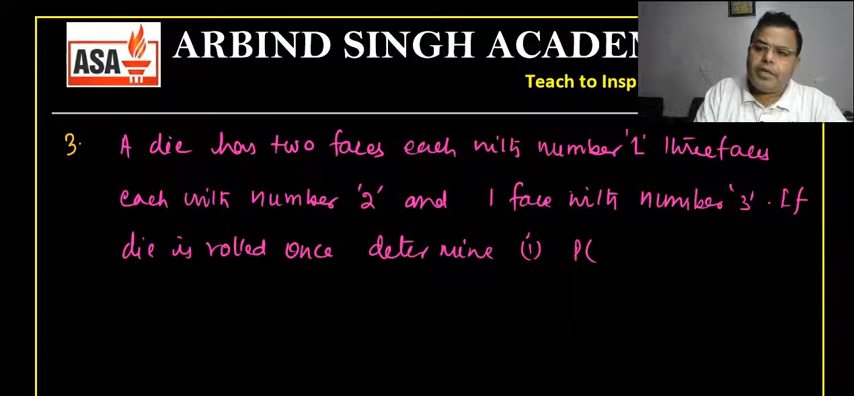 ASA
ARBIND SINGH ACADEM
Teach to Insp
3. A die has two faces each with number '1' Three faces
each with number '2' and 1 face with number '3'. If
die is rolled once determine (i) P(